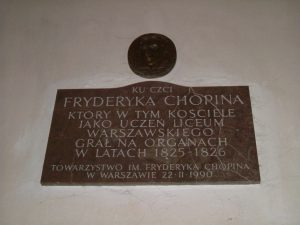 KU CZCI
FRYDERYKA CHOPINA
KTÓRY W TYM KOŚCIELE
JAKO UCZEŃ LICEUM
WARSZAWSKIEGO
GRAŁ NA ORGANACH
W LATACH 1825-1826
TOWARZYSTWO IM. FRYDERYKA CHOPINA
W WARSZAWIE 22·II·1990